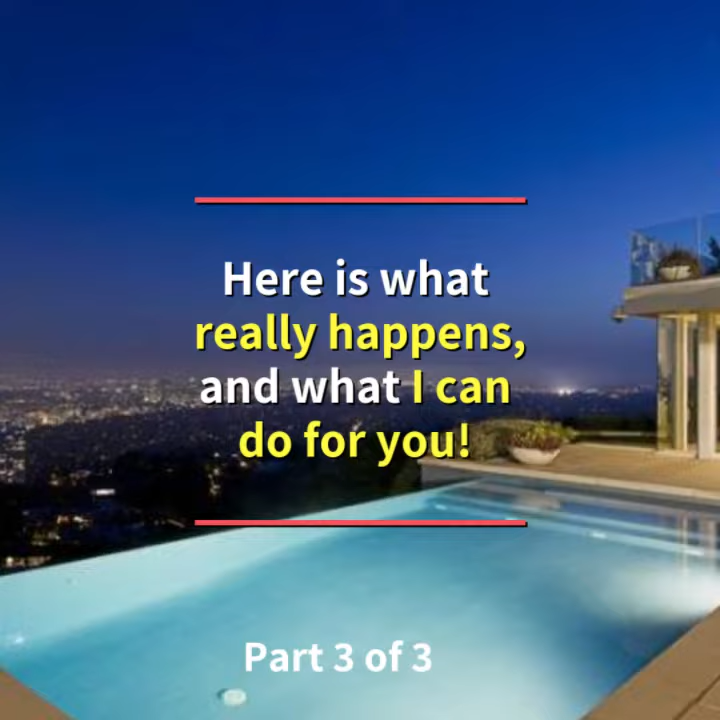 Here is what
really happens,
and what I can
do for you!
Part 3 of 3